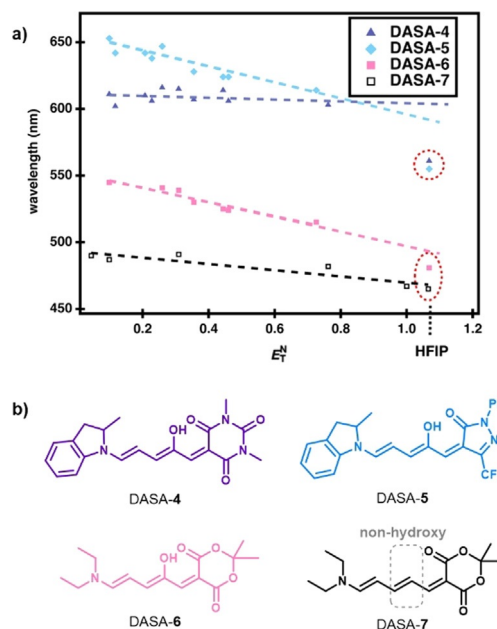 a)
DASA-4
DASA-5
DASA-6
DASA-7
wavelength (nm)
650
600
550
500
450
0.2
0.4
0.6
0.8
1.0
1.2
E_T^N
HFIP
b)
OH
N
O
N
O
N
O
DASA-4
OH
O
N
P
N
N
CF
DASA-5
OH
O
O
N
O
O
DASA-6
non-hydroxy
O
O
N
O
O
DASA-7